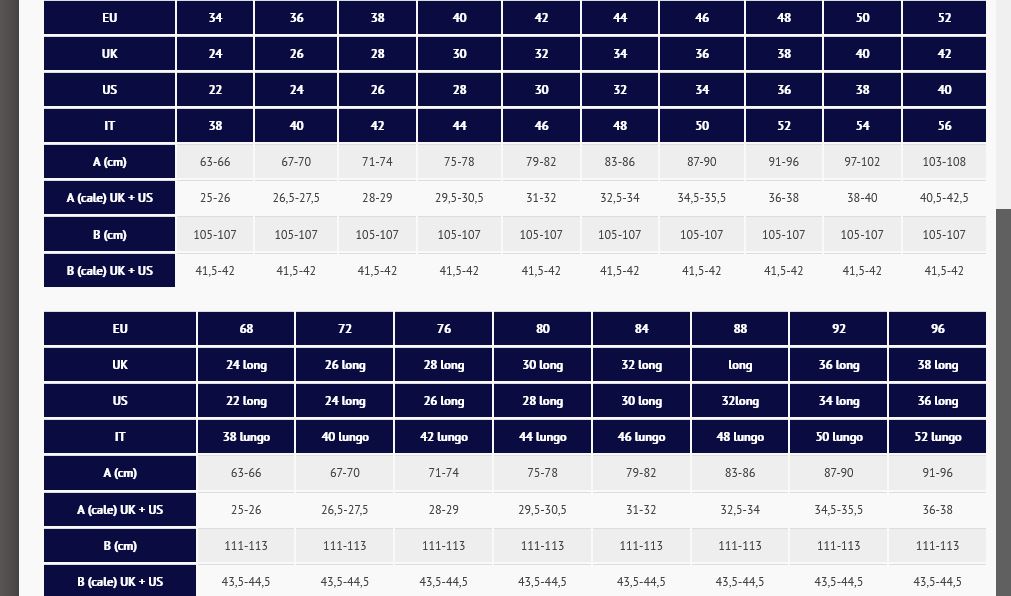 EU 34 36 38 40 42 44 46 48 50 52
UK 24 26 28 30 32 34 36 38 40 42
US 22 24 26 28 30 32 34 36 38 40
IT 38 40 42 44 46 48 50 52 54 56
A (cm) 63-66 67-70 71-74 75-78 79-82 83-86 87-90 91-96 97-102 103-108
A (cale) UK + US 25-26 26,5-27,5 28-29 29,5-30,5 31-32 32,5-34 34,5-35,5 36-38 38-40 40,5-42,5
B (cm) 105-107 105-107 105-107 105-107 105-107 105-107 105-107 105-107 105-107 105-107
B (cale) UK + US 41,5-42 41,5-42 41,5-42 41,5-42 41,5-42 41,5-42 41,5-42 41,5-42 41,5-42 41,5-42
EU 68 72 76 80 84 88 92 96
UK 24 long 26 long 28 long 30 long 32 long long 36 long 38 long
US 22 long 24 long 26 long 28 long 30 long 32long 34 long 36 long
IT 38 lungo 40 lungo 42 lungo 44 lungo 46 lungo 48 lungo 50 lungo 52 lungo
A (cm) 63-66 67-70 71-74 75-78 79-82 83-86 87-90 91-96
A (cale) UK + US 25-26 26,5-27,5 28-29 29,5-30,5 31-32 32,5-34 34,5-35,5 36-38
B (cm) 111-113 111-113 111-113 111-113 111-113 111-113 111-113 111-113
B (cale) UK + US 43,5-44,5 43,5-44,5 43,5-44,5 43,5-44,5 43,5-44,5 43,5-44,5 43,5-44,5 43,5-44,5